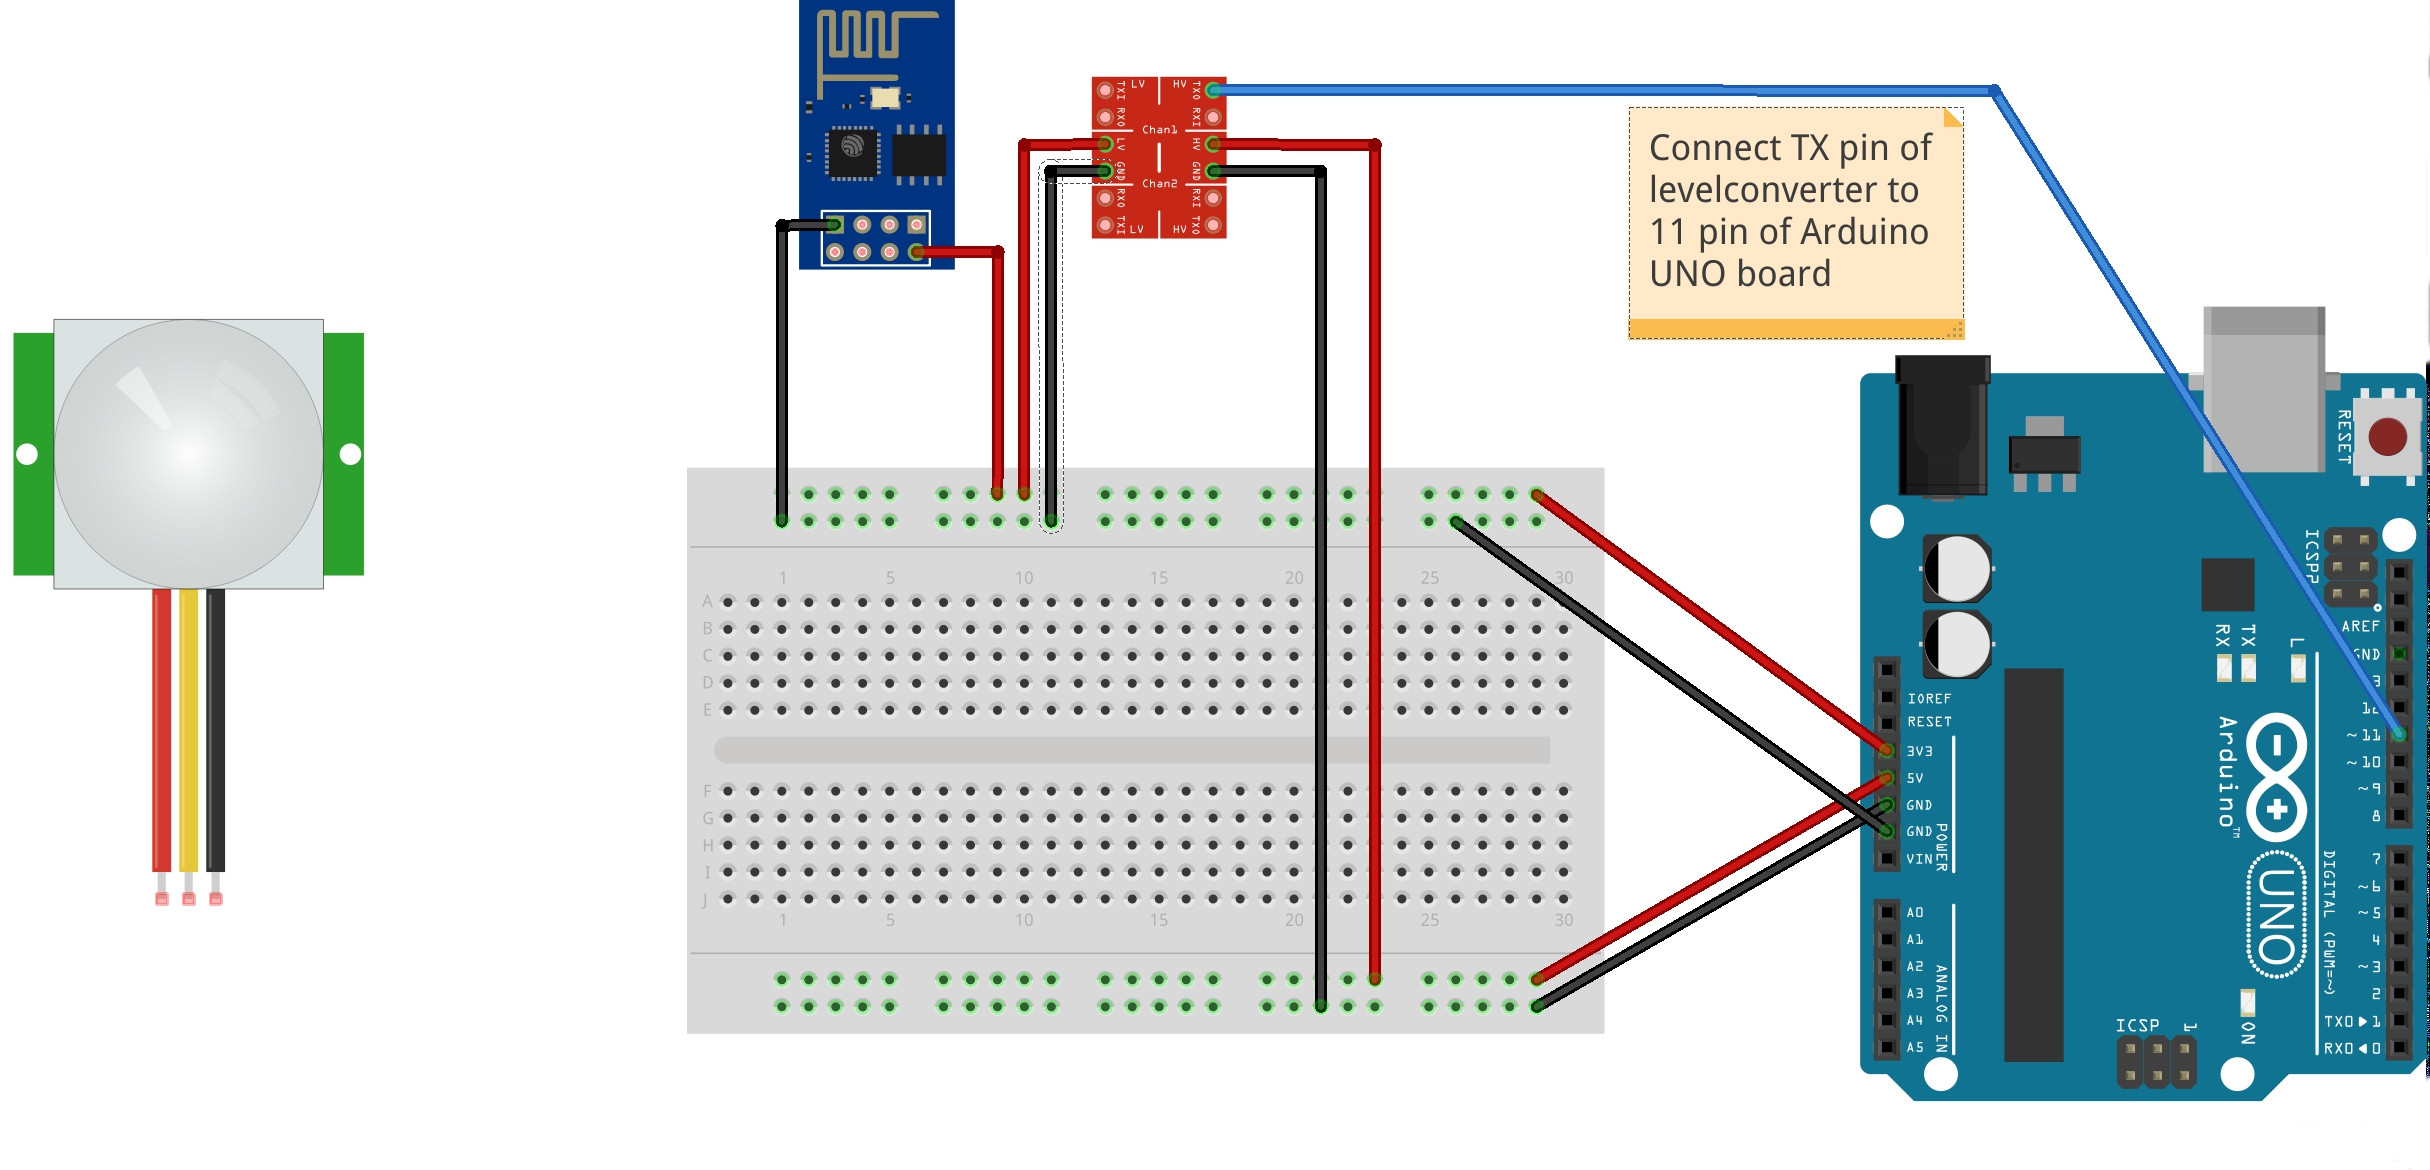 TXI LV HV TXO
RXO RXI
Chan1
LV HV
GND GND
Chan2
RXO RXI
TXI LV HV TXO
Connect TX pin of
levelconverter to
11 pin of Arduino
UNO board
RESET
ICSP2
1 5 10 15 20 25 30
A
B
C
D
E
F
G
H
I
J
1 5 10 15 20 25 30
IOREF
RESET
3V3
5V
GND
GND
VIN
POWER
A0
A1
A2
A3
A4
A5
ANALOG IN
RX TX L
AREF
GND
12
~11
~10
~9
8
7
~6
~5
4
~3
2
TX0▶1
RX0◀0
DIGITAL (PWM=~)
Arduino™
UNO
ICSP 1
ON